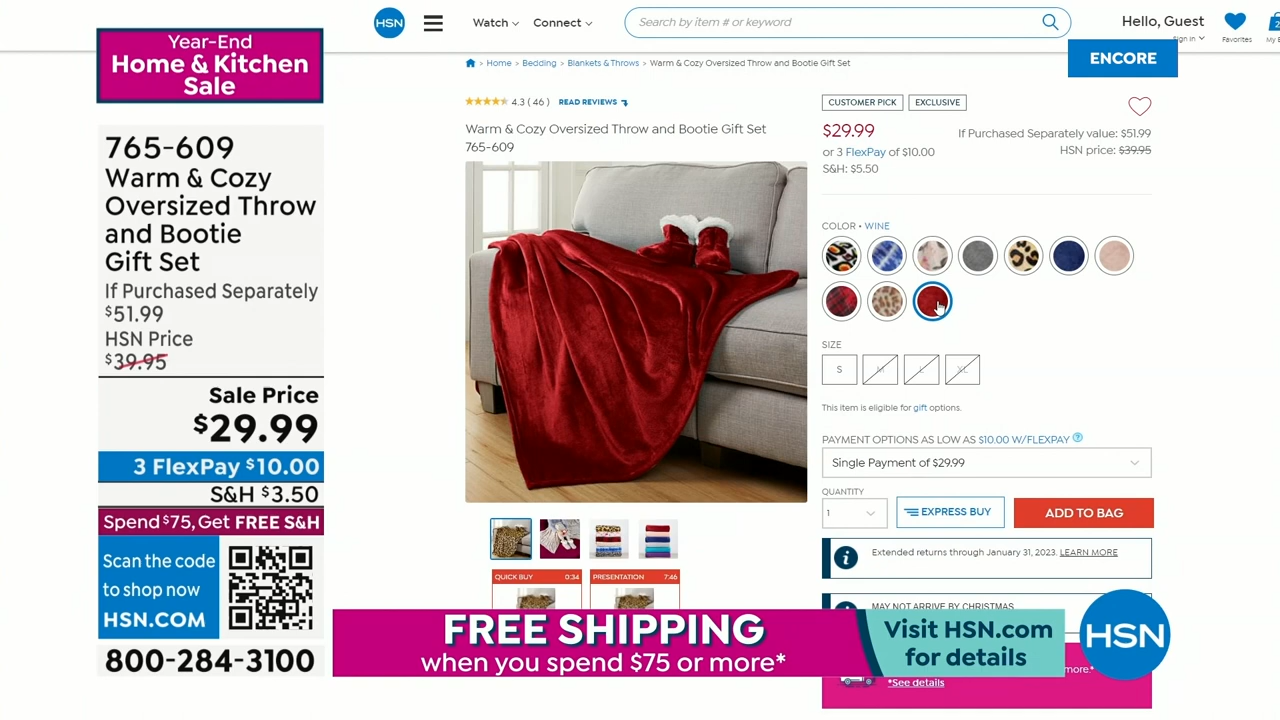 Year-End
Home & Kitchen
Sale
765-609
Warm & Cozy
Oversized Throw
and Bootie
Gift Set
If Purchased Separately
$51.99
HSN Price
$39.95
Sale Price
$29.99
3 FlexPay $10.00
S&H $3.50
Spend $75, Get FREE S&H
Scan the code
to shop now
HSN.COM
800-284-3100
HSN
Watch
Connect
Search by item # or keyword
Hello, Guest
Sign In
Favorites
2
My B
ENCORE
> Home > Bedding > Blankets & Throws > Warm & Cozy Oversized Throw and Bootie Gift Set
4.3 ( 46 ) READ REVIEWS
Warm & Cozy Oversized Throw and Bootie Gift Set
765-609
CUSTOMER PICK
EXCLUSIVE
$29.99
or 3 FlexPay of $10.00
S&H: $5.50
If Purchased Separately value: $51.99
HSN price: $39.95
COLOR • WINE
SIZE
S
M
L
XL
This item is eligible for gift options.
PAYMENT OPTIONS AS LOW AS $10.00 W/FLEXPAY ?
Single Payment of $29.99
QUANTITY
1
EXPRESS BUY
ADD TO BAG
i
Extended returns through January 31, 2023. LEARN MORE
MAY NOT ARRIVE BY CHRISTMAS
QUICK BUY 0:34
PRESENTATION 7:46
FREE SHIPPING
when you spend $75 or more*
Visit HSN.com
for details
HSN
more.*
*See details